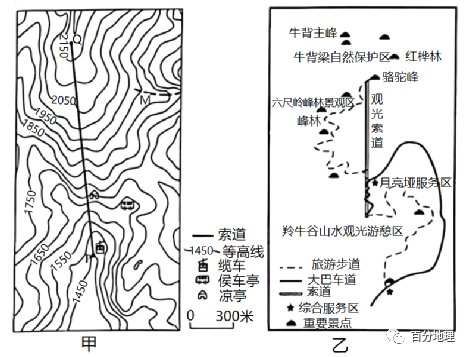 2150
2050
M
1950
1850
1750
1650
1550
1450
索道
1450 等高线
缆车
侯车亭
凉亭
0 300米
甲
牛背主峰
牛背梁自然保护区
红桦林
骆驼峰
六尺岭峰林景观区
峰林
观光索道
月亮垭服务区
羚牛谷山水观光游憩区
旅游步道
大巴车道
索道
综合服务区
重要景点
乙
百分地理